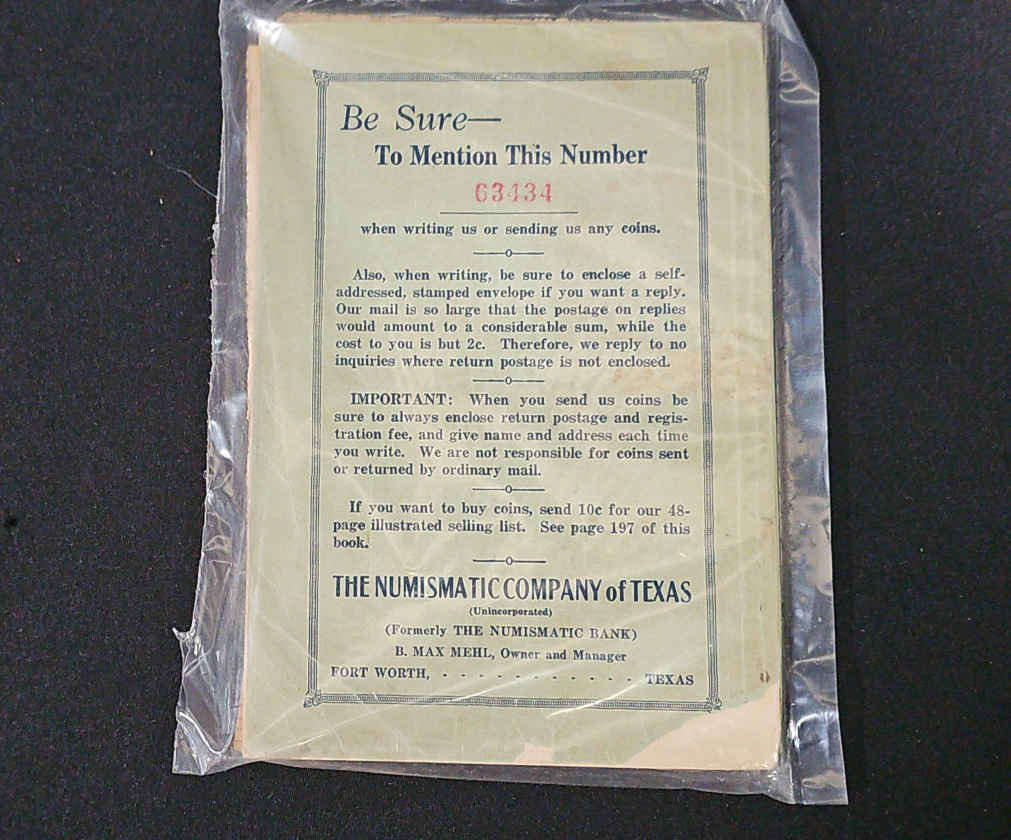 Be Sure—
To Mention This Number
63434
when writing us or sending us any coins.
Also, when writing, be sure to enclose a self-
addressed, stamped envelope if you want a reply.
Our mail is so large that the postage on replies
would amount to a considerable sum, while the
cost to you is but 2c. Therefore, we reply to no
inquiries where return postage is not enclosed.
IMPORTANT: When you send us coins be
sure to always enclose return postage and regis-
tration fee, and give name and address each time
you write. We are not responsible for coins sent
or returned by ordinary mail.
If you want to buy coins, send 10c for our 48-
page illustrated selling list. See page 197 of this
book.
THE NUMISMATIC COMPANY of TEXAS
(Unincorporated)
(Formerly THE NUMISMATIC BANK)
B. MAX MEHL, Owner and Manager
FORT WORTH, - - - - - - - - - - - TEXAS